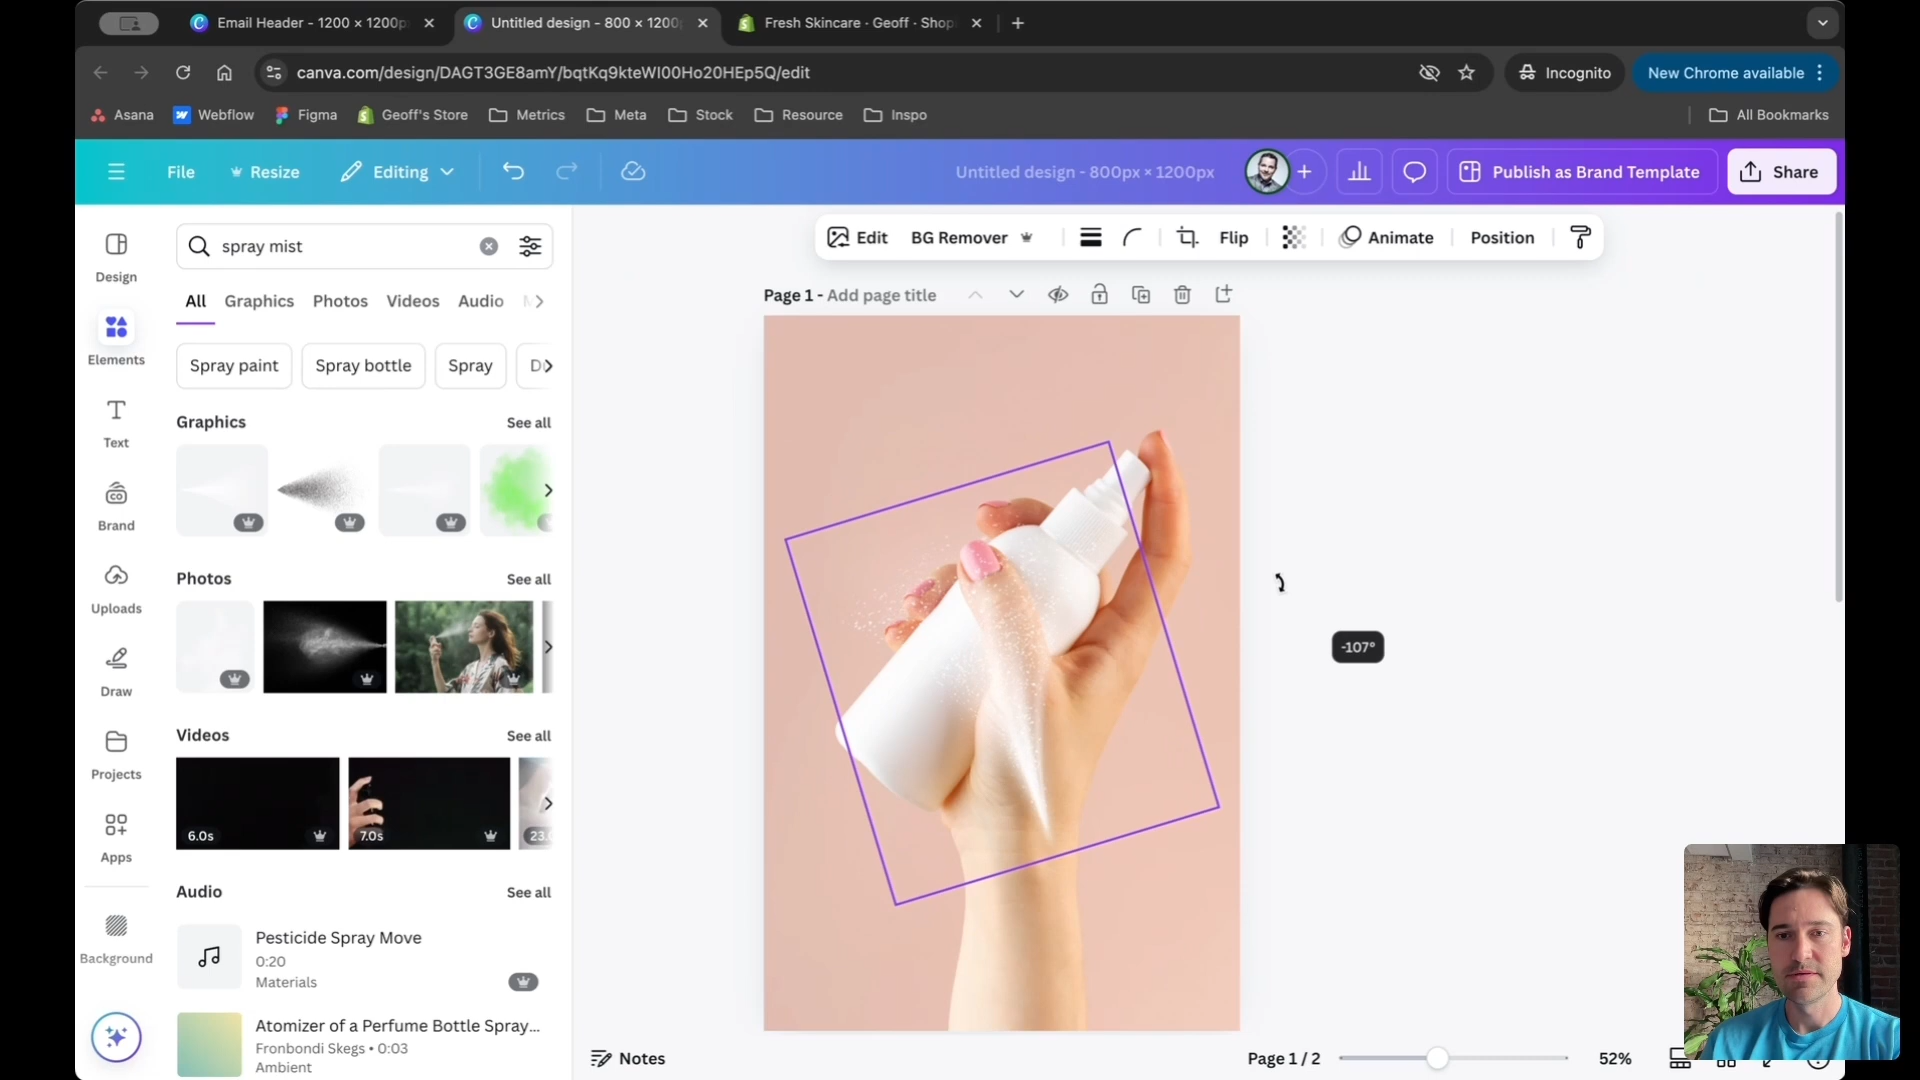 Email Header - 1200 × 1200p
Untitled design - 800 × 1200
Fresh Skincare · Geoff · Shop
canva.com/design/DAGT3GE8amY/bqtKq9kteWI00Ho20HEp5Q/edit
Incognito
New Chrome available
Asana
Webflow
Figma
Geoff's Store
Metrics
Meta
Stock
Resource
Inspo
All Bookmarks
File
Resize
Editing
Untitled design - 800px × 1200px
Publish as Brand Template
Share
Design
Elements
Text
Brand
Uploads
Draw
Projects
Apps
Background
spray mist
All
Graphics
Photos
Videos
Audio
Spray paint
Spray bottle
Spray
Graphics
See all
Photos
See all
Videos
See all
6.0s
7.0s
23.
Audio
See all
Pesticide Spray Move
0:20
Materials
Atomizer of a Perfume Bottle Spray...
Fronbondi Skegs • 0:03
Ambient
Edit
BG Remover
Flip
Animate
Position
Page 1 - Add page title
-107°
Notes
Page 1 / 2
52%